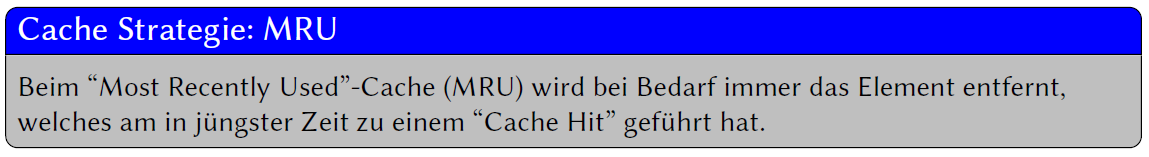 Cache Strategie: MRU
Beim “Most Recently Used”-Cache (MRU) wird bei Bedarf immer das Element entfernt,
welches am in jüngster Zeit zu einem “Cache Hit” geführt hat.